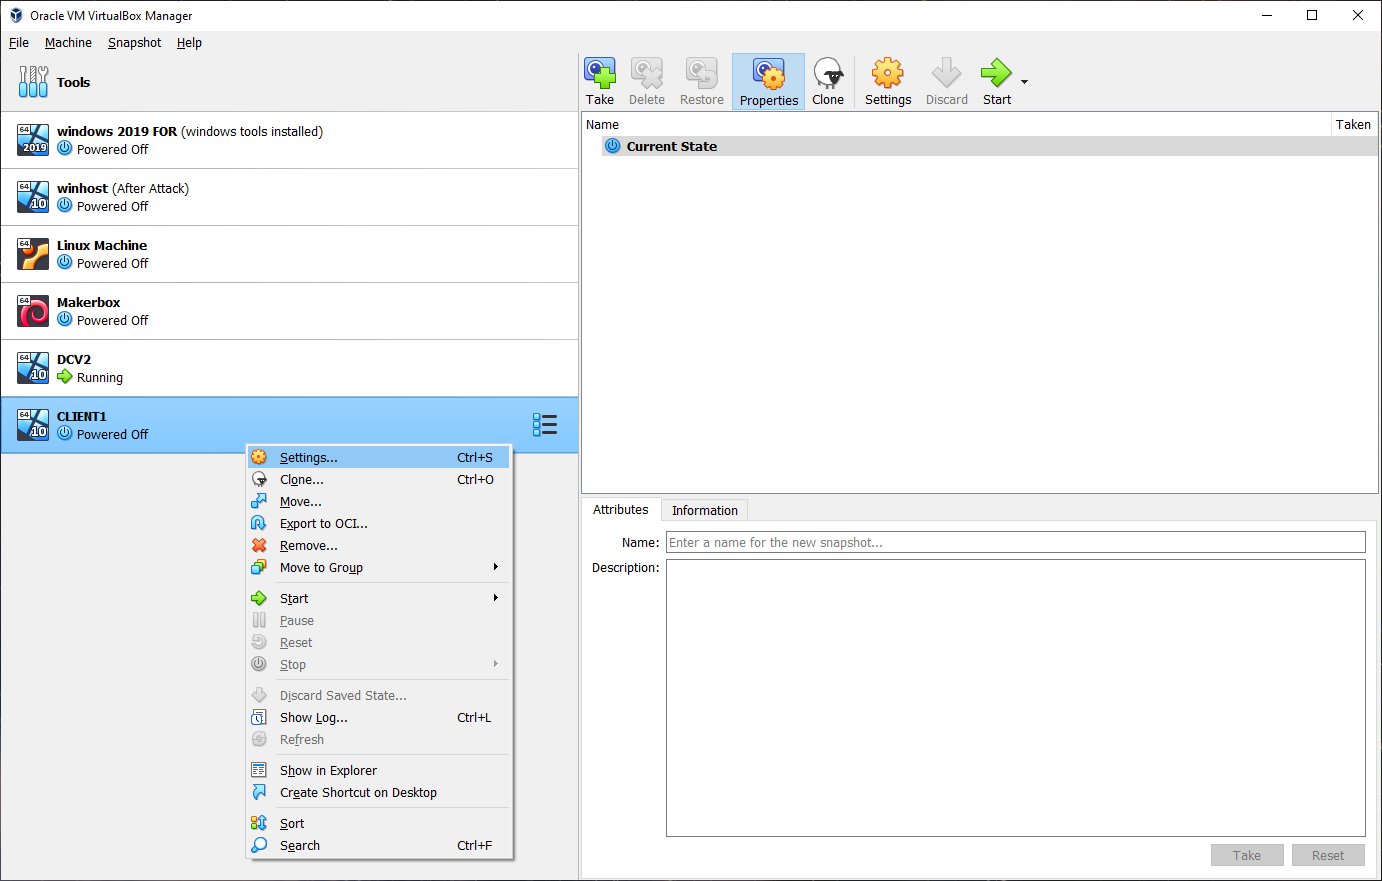 Oracle VM VirtualBox Manager
File Machine Snapshot Help
Tools
Take Delete Restore Properties Clone Settings Discard Start
64 2019 windows 2019 FOR (windows tools installed)
Powered Off
64 10 winhost (After Attack)
Powered Off
64 Linux Machine
Powered Off
64 Makerbox
Powered Off
64 10 DCV2
Running
64 10 CLIENT1
Powered Off
Settings... Ctrl+S
Clone... Ctrl+O
Move...
Export to OCI...
Remove...
Move to Group
Start
Pause
Reset
Stop
Discard Saved State...
Show Log... Ctrl+L
Refresh
Show in Explorer
Create Shortcut on Desktop
Sort
Search Ctrl+F
Name Taken
Current State
Attributes Information
Name: Enter a name for the new snapshot...
Description:
Take Reset